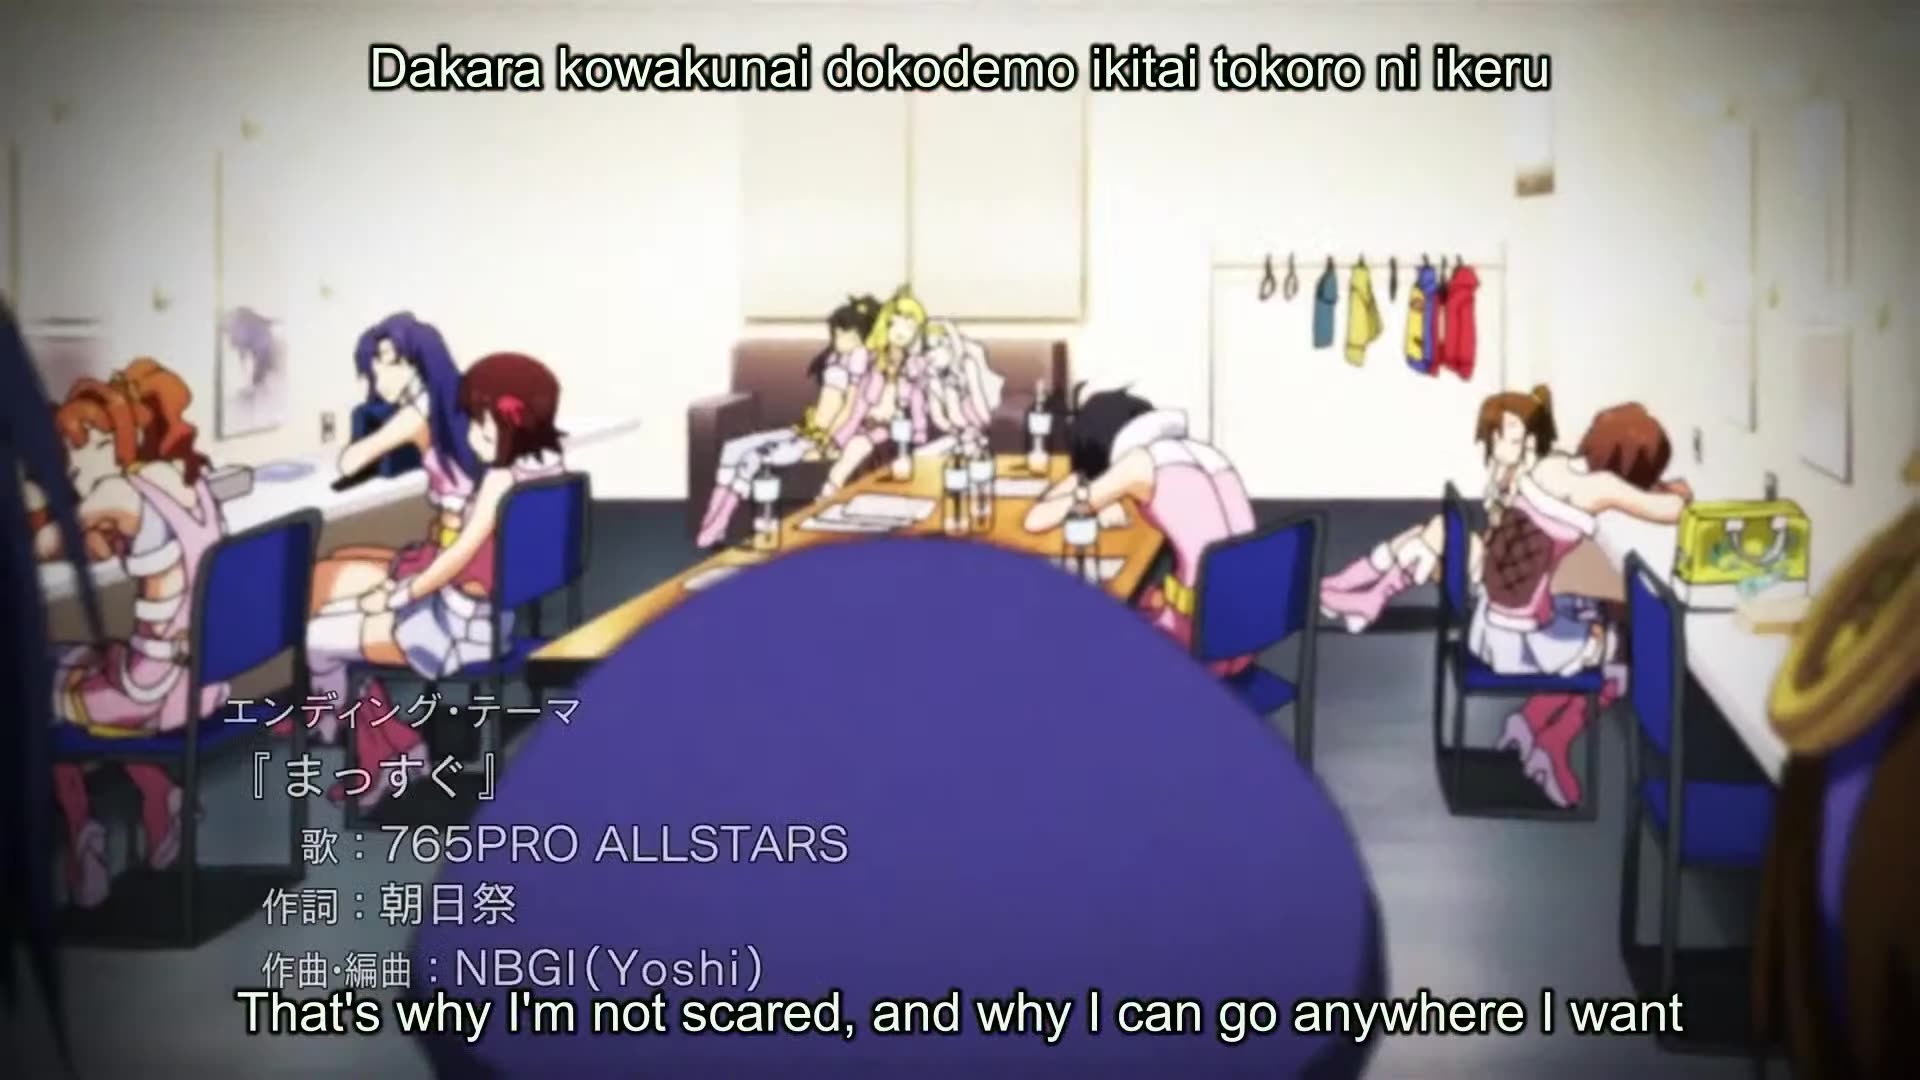 Dakara kowakunai dokodemo ikitai tokoro ni ikeru
エンディング・テーマ
『まっすぐ』
歌：765PRO ALLSTARS
作詞：朝日祭
作曲・編曲：NBGI(Yoshi)
That's why I'm not scared, and why I can go anywhere I want